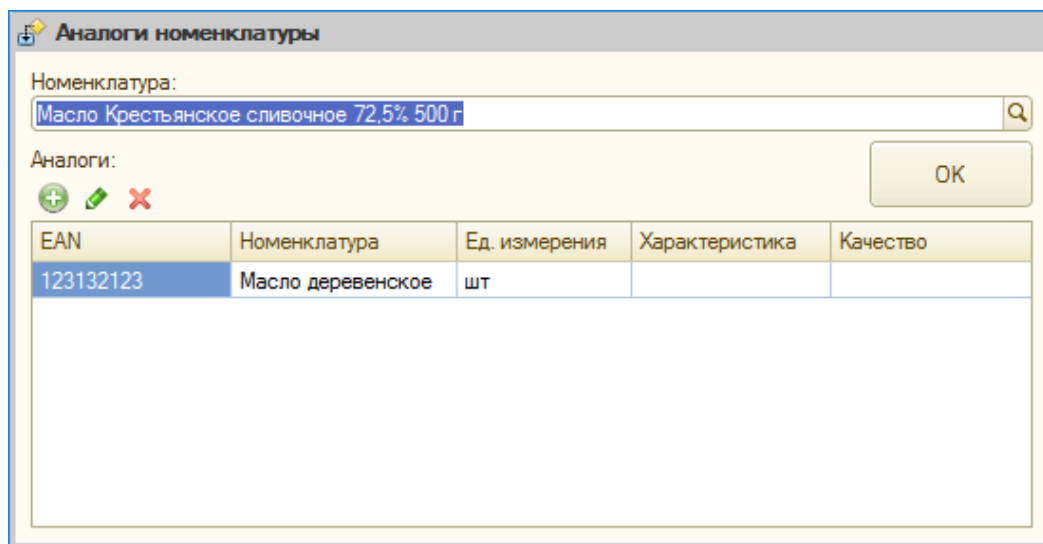 Аналоги номенклатуры
Номенклатура:
Масло Крестьянское сливочное 72,5% 500 г
Аналоги:
ОК
EAN Номенклатура Ед. измерения Характеристика Качество
123132123 Масло деревенское шт